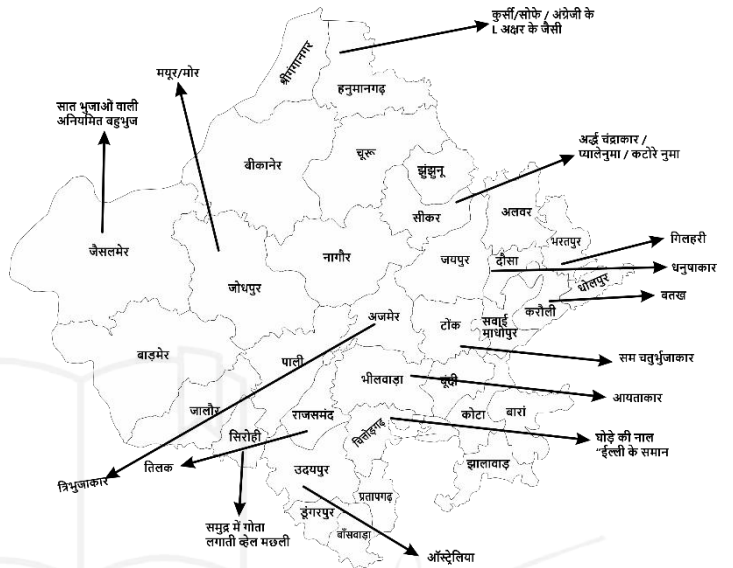 कुर्सी/सोफे / अंग्रेजी के
L अक्षर के जैसी
श्रीगंगानगर
हनुमानगढ़
मयूर/मोर
सात भुजाओं वाली
अनियमित बहुभुज
अर्द्ध चंद्राकार /
प्यालेनुमा / कटोरे नुमा
बीकानेर
चूरू
झुंझुनू
सीकर
अलवर
भरतपुर
गिलहरी
जैसलमेर
जोधपुर
नागौर
जयपुर
दौसा
धनुषाकार
धोलपुर
बतख
करौली
अजमेर
टोंक
सवाई
माधोपुर
बाड़मेर
पाली
सम चतुर्भुजाकार
भीलवाड़ा
बूंदी
आयताकार
जालौर
राजसमंद
कोटा
बारां
सिरोही
चित्तोड़गढ़
घोड़े की नाल
"ईल्ली के समान
त्रिभुजाकार
तिलक
उदयपुर
झालावाड़
प्रतापगढ़
समुद्र में गोता
लगाती व्हेल मछली
डूंगरपुर
बाँसवाड़ा
ऑस्ट्रेलिया